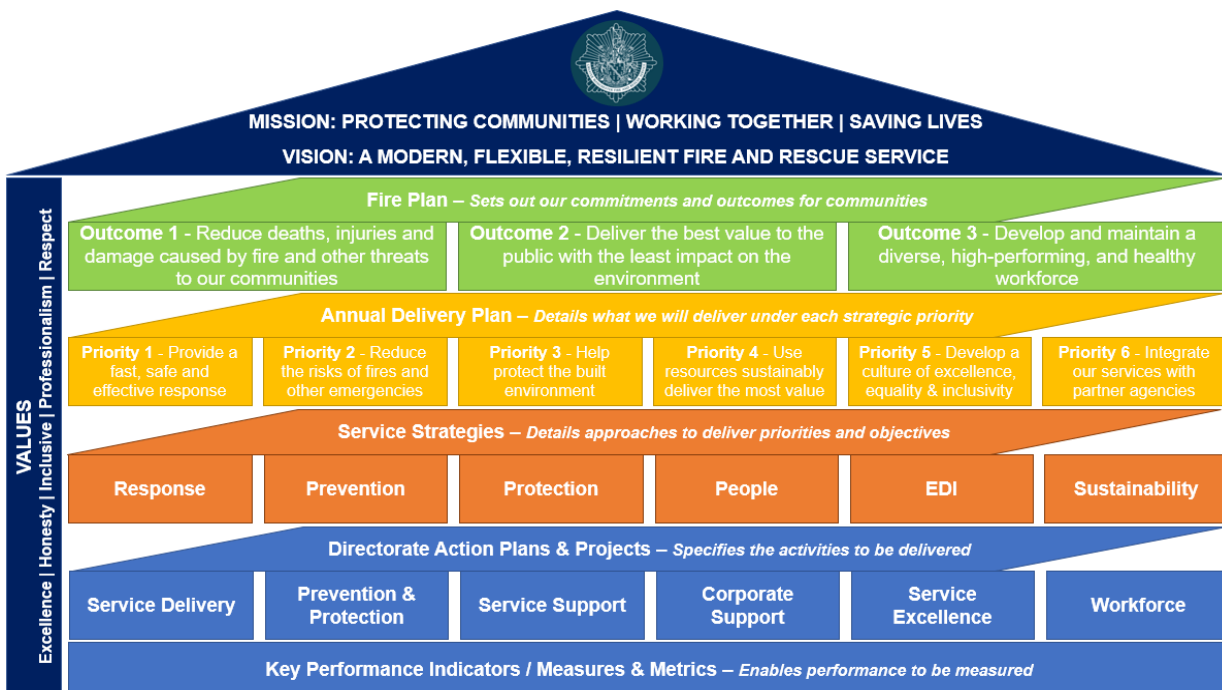 MISSION: PROTECTING COMMUNITIES | WORKING TOGETHER | SAVING LIVES
VISION: A MODERN, FLEXIBLE, RESILIENT FIRE AND RESCUE SERVICE
VALUES
Excellence | Honesty | Inclusive | Professionalism | Respect
Fire Plan – Sets out our commitments and outcomes for communities
Outcome 1 - Reduce deaths, injuries and
damage caused by fire and other threats
to our communities
Outcome 2 - Deliver the best value to the
public with the least impact on the
environment
Outcome 3 - Develop and maintain a
diverse, high-performing, and healthy
workforce
Annual Delivery Plan – Details what we will deliver under each strategic priority
Priority 1 - Provide a
fast, safe and
effective response
Priority 2 - Reduce
the risks of fires and
other emergencies
Priority 3 - Help
protect the built
environment
Priority 4 - Use
resources sustainably
deliver the most value
Priority 5 - Develop a
culture of excellence,
equality & inclusivity
Priority 6 - Integrate
our services with
partner agencies
Service Strategies – Details approaches to deliver priorities and objectives
Response
Prevention
Protection
People
EDI
Sustainability
Directorate Action Plans & Projects – Specifies the activities to be delivered
Service Delivery
Prevention &
Protection
Service Support
Corporate
Support
Service
Excellence
Workforce
Key Performance Indicators / Measures & Metrics – Enables performance to be measured